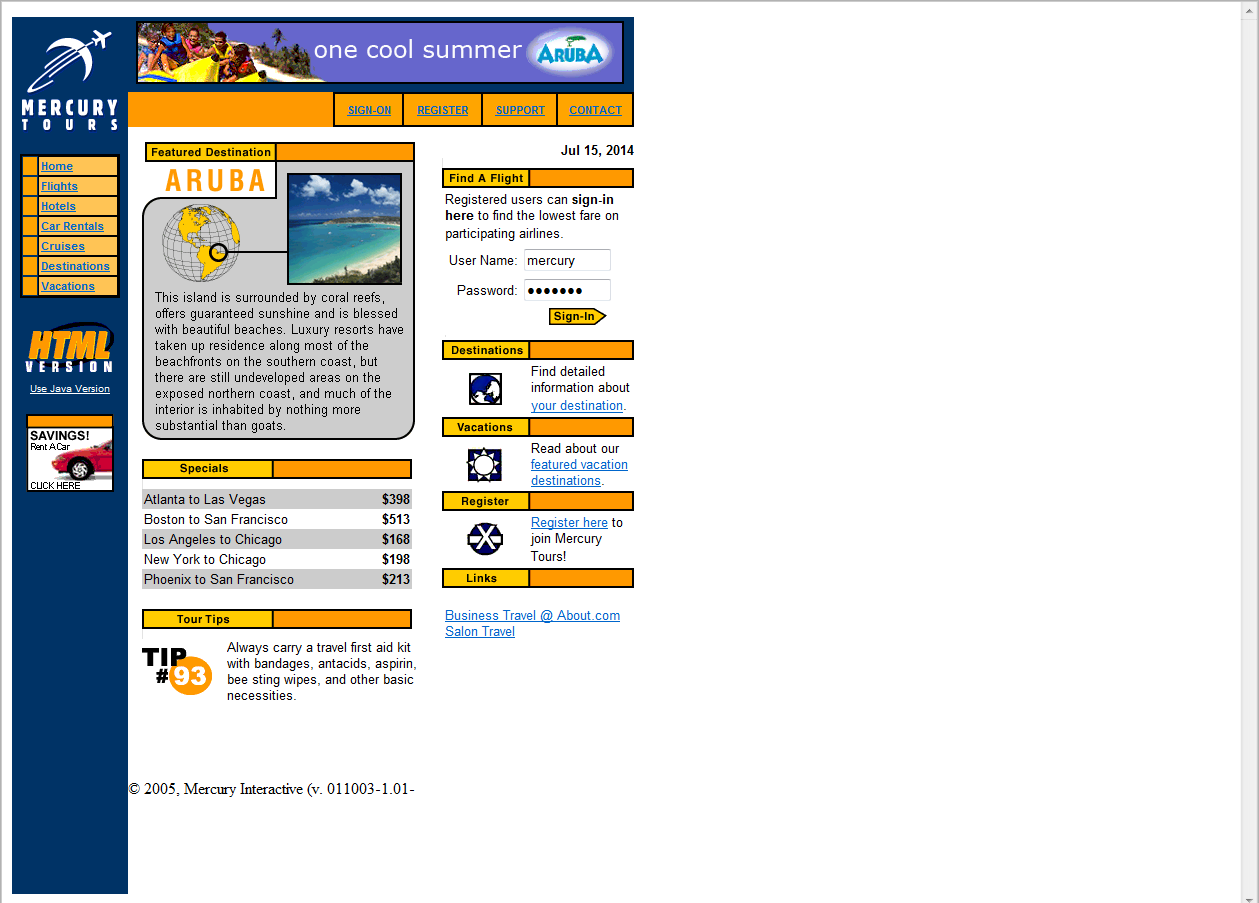 one cool summer ARUBA
MERCURY
TOURS
SIGN-ON REGISTER SUPPORT CONTACT
Home
Flights
Hotels
Car Rentals
Cruises
Destinations
Vacations
HTML
VERSION
Use Java Version
SAVINGS!
Rent A Car
CLICK HERE
Featured Destination
ARUBA
This island is surrounded by coral reefs,
offers guaranteed sunshine and is blessed
with beautiful beaches. Luxury resorts have
taken up residence along most of the
beachfronts on the southern coast, but
there are still undeveloped areas on the
exposed northern coast, and much of the
interior is inhabited by nothing more
substantial than goats.
Specials
Atlanta to Las Vegas $398
Boston to San Francisco $513
Los Angeles to Chicago $168
New York to Chicago $198
Phoenix to San Francisco $213
Tour Tips
TIP
#93
Always carry a travel first aid kit
with bandages, antacids, aspirin,
bee sting wipes, and other basic
necessities.
Jul 15, 2014
Find A Flight
Registered users can sign-in
here to find the lowest fare on
participating airlines.
User Name: mercury
Password: ●●●●●●●
Sign-In
Destinations
Find detailed
information about
your destination.
Vacations
Read about our
featured vacation
destinations.
Register
Register here to
join Mercury
Tours!
Links
Business Travel @ About.com
Salon Travel
© 2005, Mercury Interactive (v. 011003-1.01-